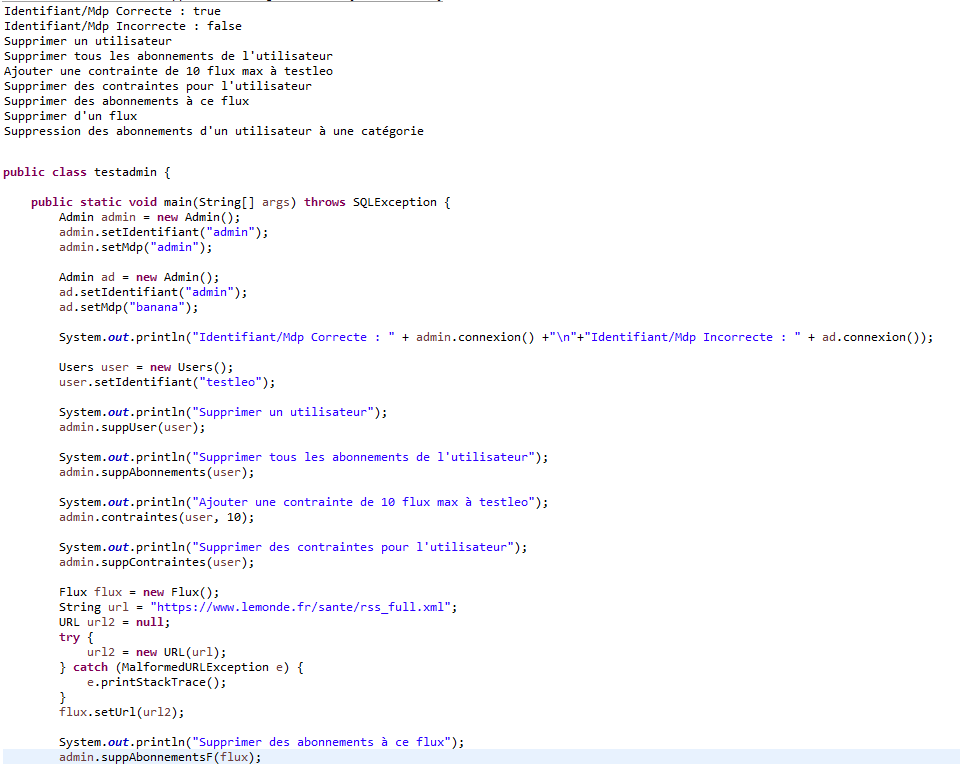 Identifiant/Mdp Correcte : true
Identifiant/Mdp Incorrecte : false
Supprimer un utilisateur
Supprimer tous les abonnements de l'utilisateur
Ajouter une contrainte de 10 flux max à testleo
Supprimer des contraintes pour l'utilisateur
Supprimer des abonnements à ce flux
Supprimer d'un flux
Suppression des abonnements d'un utilisateur à une catégorie
public class testadmin {
public static void main(String[] args) throws SQLException {
Admin admin = new Admin();
admin.setIdentifiant("admin");
admin.setMdp("admin");
Admin ad = new Admin();
ad.setIdentifiant("admin");
ad.setMdp("banana");
System.out.println("Identifiant/Mdp Correcte : " + admin.connexion() +"\n"+"Identifiant/Mdp Incorrecte : " + ad.connexion());
Users user = new Users();
user.setIdentifiant("testleo");
System.out.println("Supprimer un utilisateur");
admin.suppUser(user);
System.out.println("Supprimer tous les abonnements de l'utilisateur");
admin.suppAbonnements(user);
System.out.println("Ajouter une contrainte de 10 flux max à testleo");
admin.contraintes(user, 10);
System.out.println("Supprimer des contraintes pour l'utilisateur");
admin.suppContraintes(user);
Flux flux = new Flux();
String url = "https://www.lemonde.fr/sante/rss_full.xml";
URL url2 = null;
try {
url2 = new URL(url);
} catch (MalformedURLException e) {
e.printStackTrace();
}
flux.setUrl(url2);
System.out.println("Supprimer des abonnements à ce flux");
admin.suppAbonnementsF(flux);